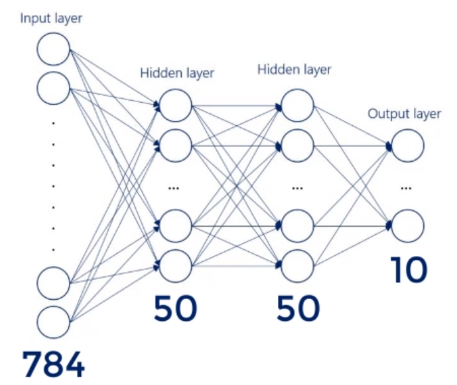 Input layer
Hidden layer
Hidden layer
Output layer
...
...
...
10
50
50
784